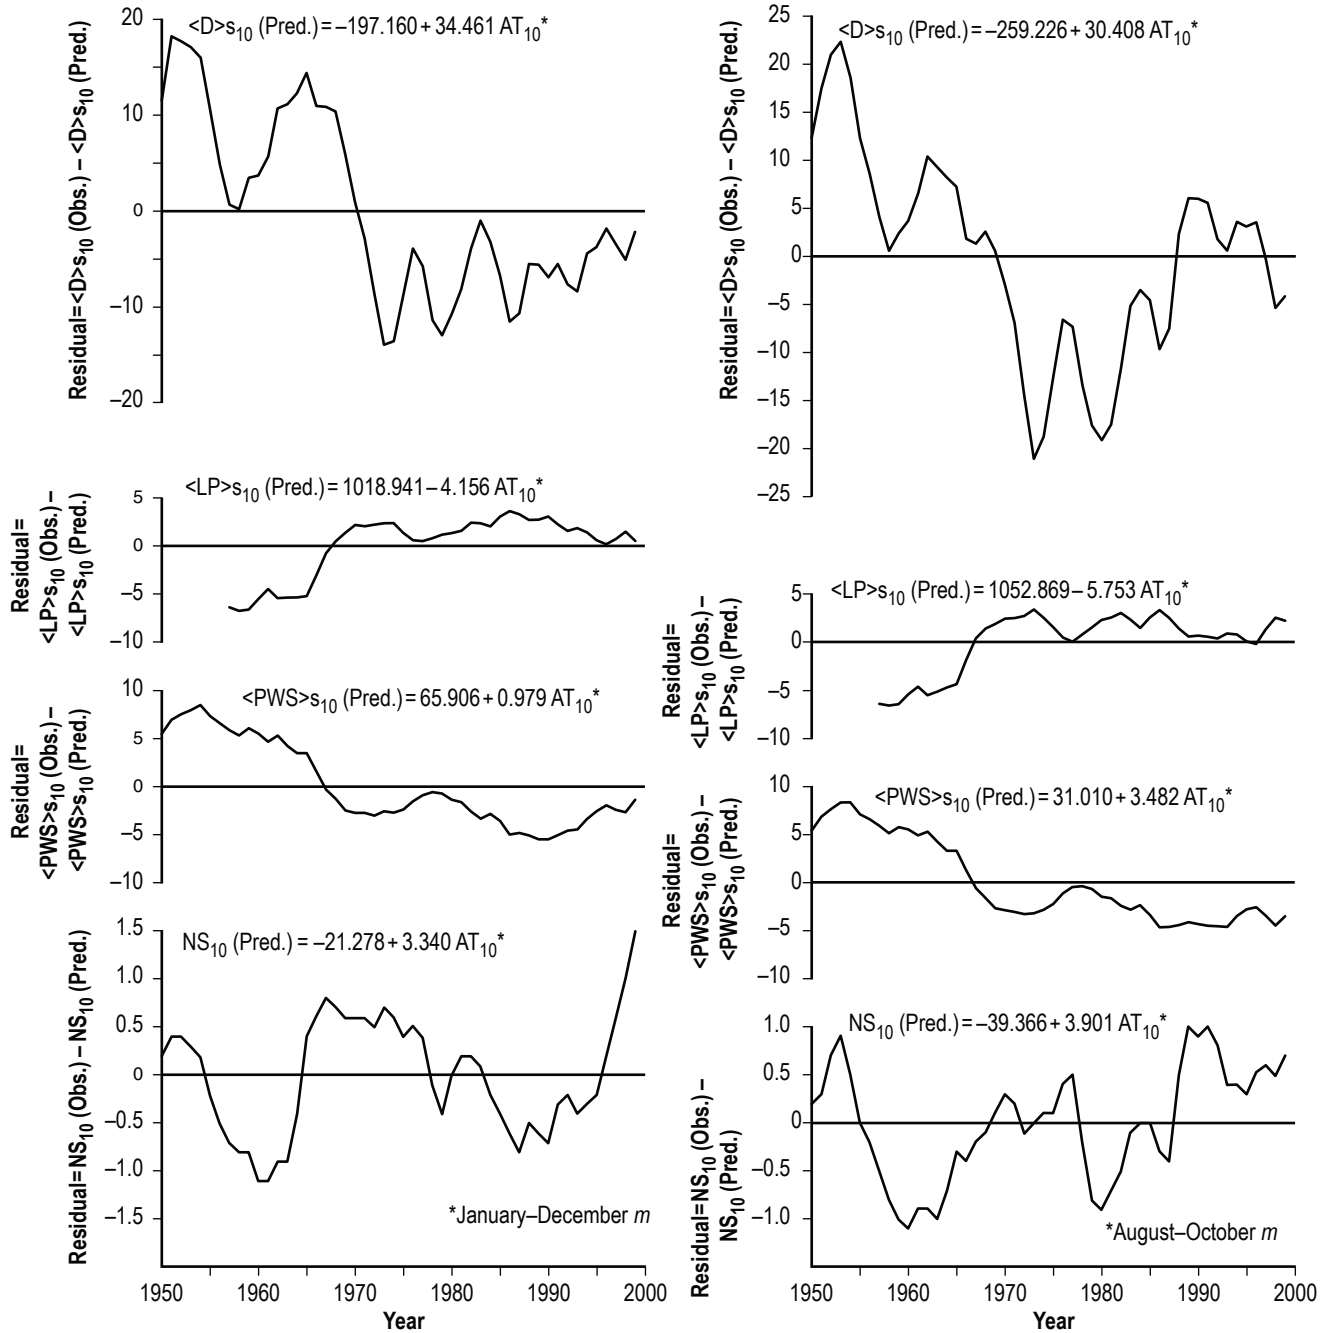 <D>s10 (Pred.) = –197.160 + 34.461 AT10*
Residual = <D>s10 (Obs.) – <D>s10 (Pred.)
20
10
0
–10
–20
<LP>s10 (Pred.) = 1018.941 – 4.156 AT10*
Residual =
<LP>s10 (Obs.) –
<LP>s10 (Pred.)
5
0
–5
–10
<PWS>s10 (Pred.) = 65.906 + 0.979 AT10*
Residual =
<PWS>s10 (Obs.) –
<PWS>s10 (Pred.)
10
5
0
–5
–10
NS10 (Pred.) = –21.278 + 3.340 AT10*
Residual = NS10 (Obs.) – NS10 (Pred.)
1.5
1.0
0.5
0
–0.5
–1.0
–1.5
*January–December m
1950 1960 1970 1980 1990 2000
Year
<D>s10 (Pred.) = –259.226 + 30.408 AT10*
Residual = <D>s10 (Obs.) – <D>s10 (Pred.)
25
20
15
10
5
0
–5
–10
–15
–20
–25
<LP>s10 (Pred.) = 1052.869 – 5.753 AT10*
Residual =
<LP>s10 (Obs.) –
<LP>s10 (Pred.)
5
0
–5
–10
<PWS>s10 (Pred.) = 31.010 + 3.482 AT10*
Residual =
<PWS>s10 (Obs.) –
<PWS>s10 (Pred.)
10
5
0
–5
–10
NS10 (Pred.) = –39.366 + 3.901 AT10*
Residual = NS10 (Obs.) –
NS10 (Pred.)
1.0
0.5
0
–0.5
–1.0
*August–October m
1950 1960 1970 1980 1990 2000
Year